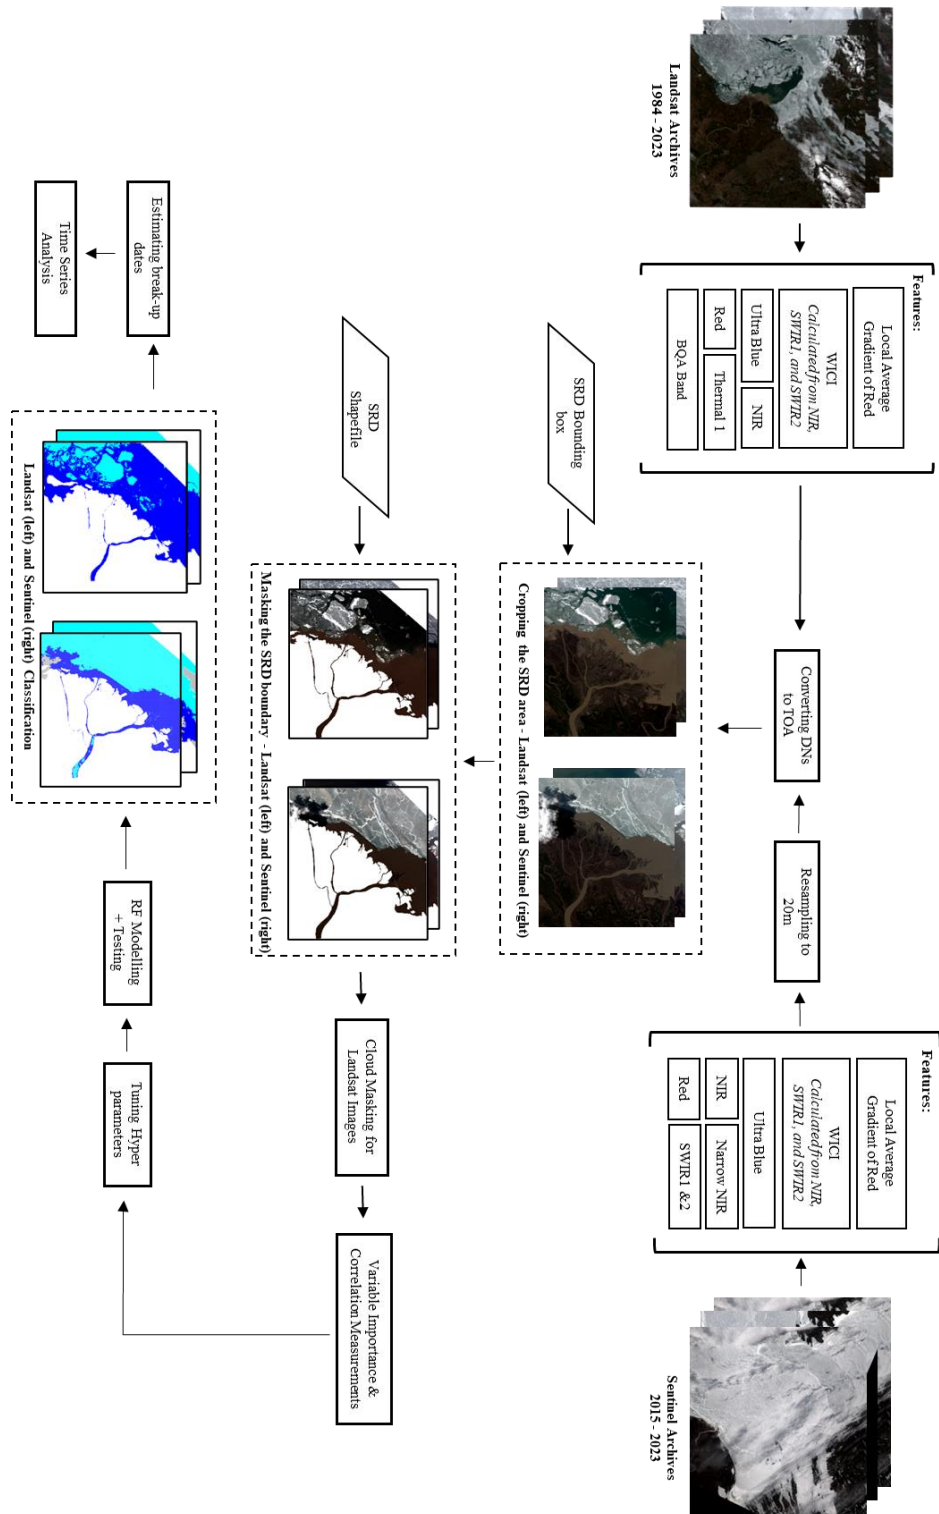 Landsat Archives
1984 - 2023
Features:
Local Average
Gradient of Red
WICI
Calculated from NIR,
SWIR1, and SWIR2
Ultra Blue
NIR
Red
Thermal 1
BQA Band
Converting DNs
to TOA
Resampling to
20m
Features:
Local Average
Gradient of Red
WICI
Calculated from NIR,
SWIR1, and SWIR2
Ultra Blue
NIR
Narrow NIR
Red
SWIR1 &2
Sentinel Archives
2015 - 2023
SRD Bounding
box
Cropping the SRD area - Landsat (left) and Sentinel (right)
SRD
Shapefile
Masking the SRD boundary - Landsat (left) and Sentinel (right)
Cloud Masking for
Landsat Images
Variable Importance &
Correlation Measurements
Estimating break-up
dates
Time Series
Analysis
Landsat (left) and Sentinel (right) Classification
RF Modelling
+ Testing
Tuning Hyper
parameters